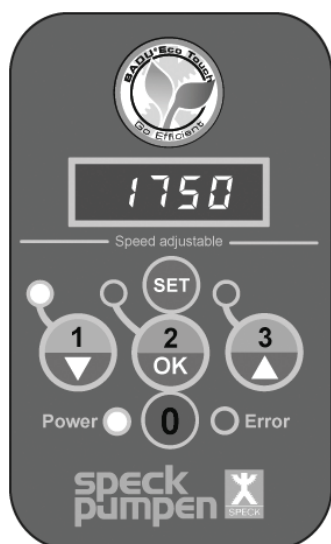 BADU®Eco Touch
Go Efficient
1750
Speed adjustable
SET
1 2 3
OK
Power 0 Error
speck
pumpen
SPECK